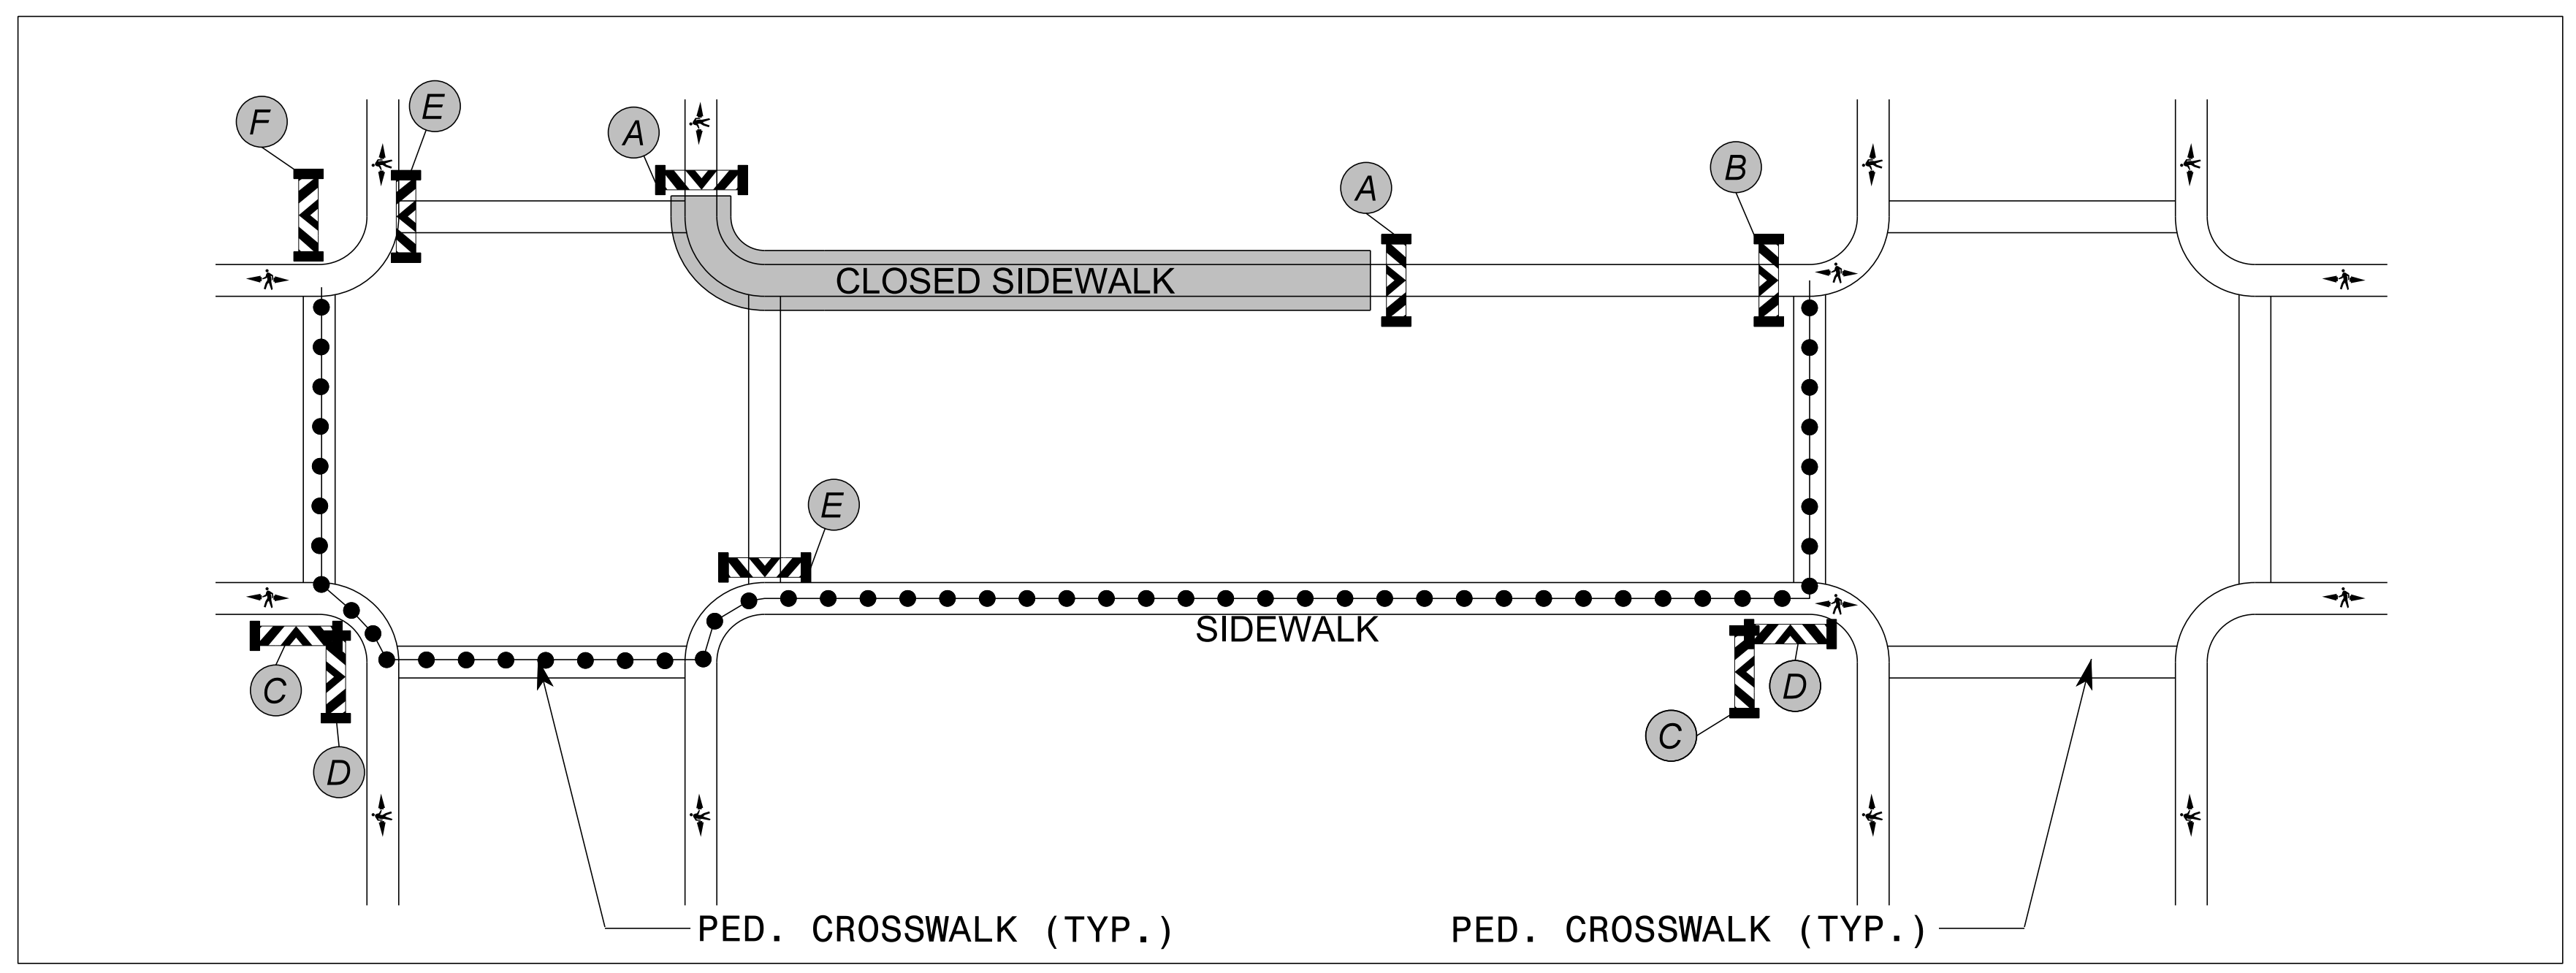 F
E
A
A
B
CLOSED SIDEWALK
E
SIDEWALK
C
D
D
C
PED. CROSSWALK (TYP.)
PED. CROSSWALK (TYP.)